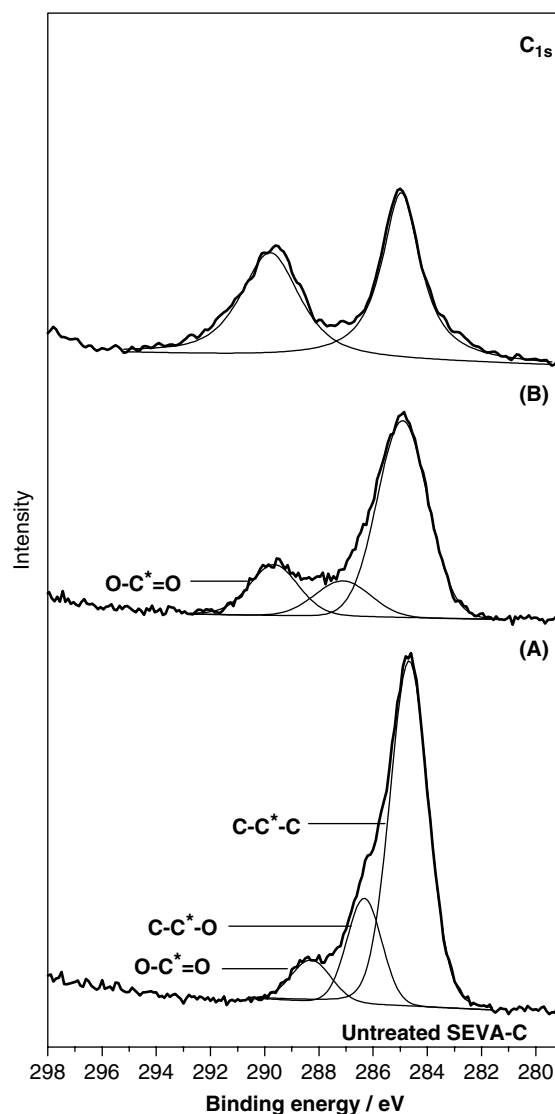 C₁ₛ
(B)
Intensity
O-C*=O
(A)
C-C*-C
C-C*-O
O-C*=O
Untreated SEVA-C
298 296 294 292 290 288 286 284 282 280
Binding energy / eV